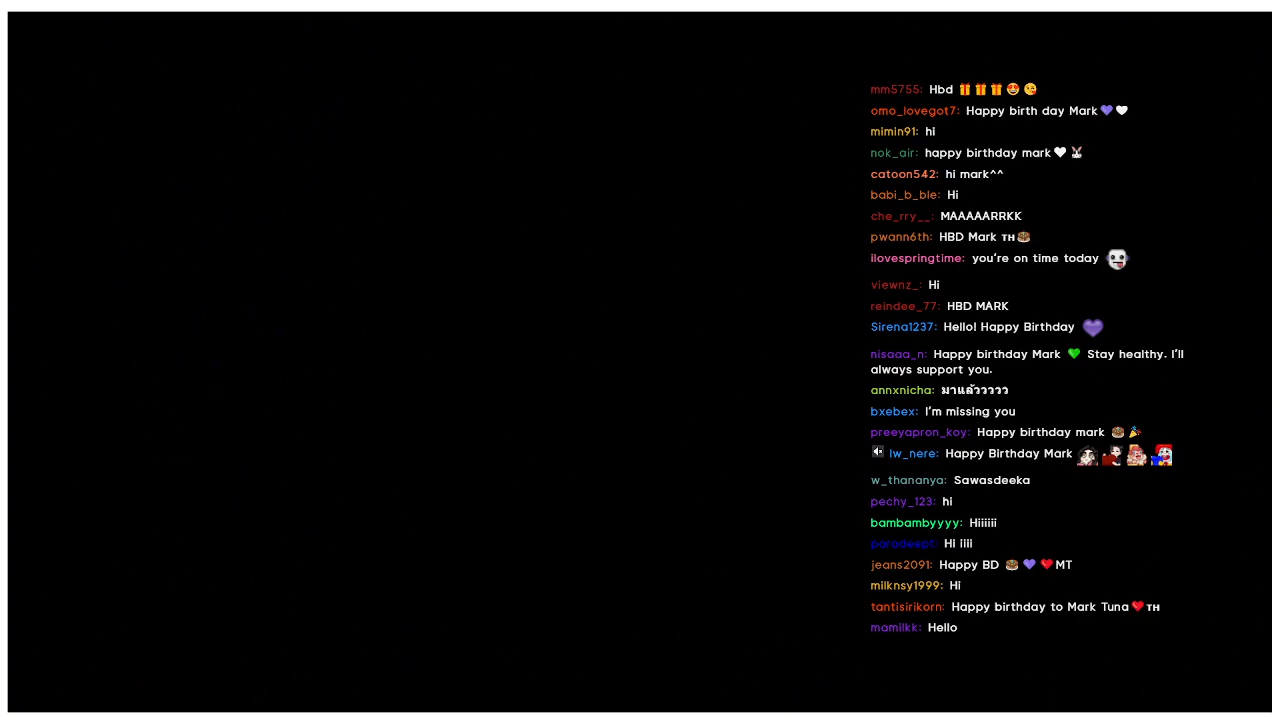 mm5755: Hbd 🎁🎁🎁😍😘
omo_lovegot7: Happy birth day Mark💜🤍
mimin91: hi
nok_air: happy birthday mark🤍
catoon542: hi mark^^
babi_b_ble: Hi
che_rry__: MAAAAARRKK
pwann6th: HBD Mark TH
ilovespringtime: you're on time today
viewnz_: Hi
reindee_77: HBD MARK
Sirena1237: Hello! Happy Birthday 💜
nisaaa_n: Happy birthday Mark 💚 Stay healthy. I'll
always support you.
annxnicha: มาแล้ววววว
bxebex: I'm missing you
preeyapron_koy: Happy birthday mark 🎂🎉
lw_nere: Happy Birthday Mark
w_thananya: Sawasdeeka
pechy_123: hi
bambambyyyy: Hiiiiii
paradeept: Hi iiii
jeans2091: Happy BD 🎂💜❤️MT
milknsy1999: Hi
tantisirikorn: Happy birthday to Mark Tuna❤️TH
mamilkk: Hello